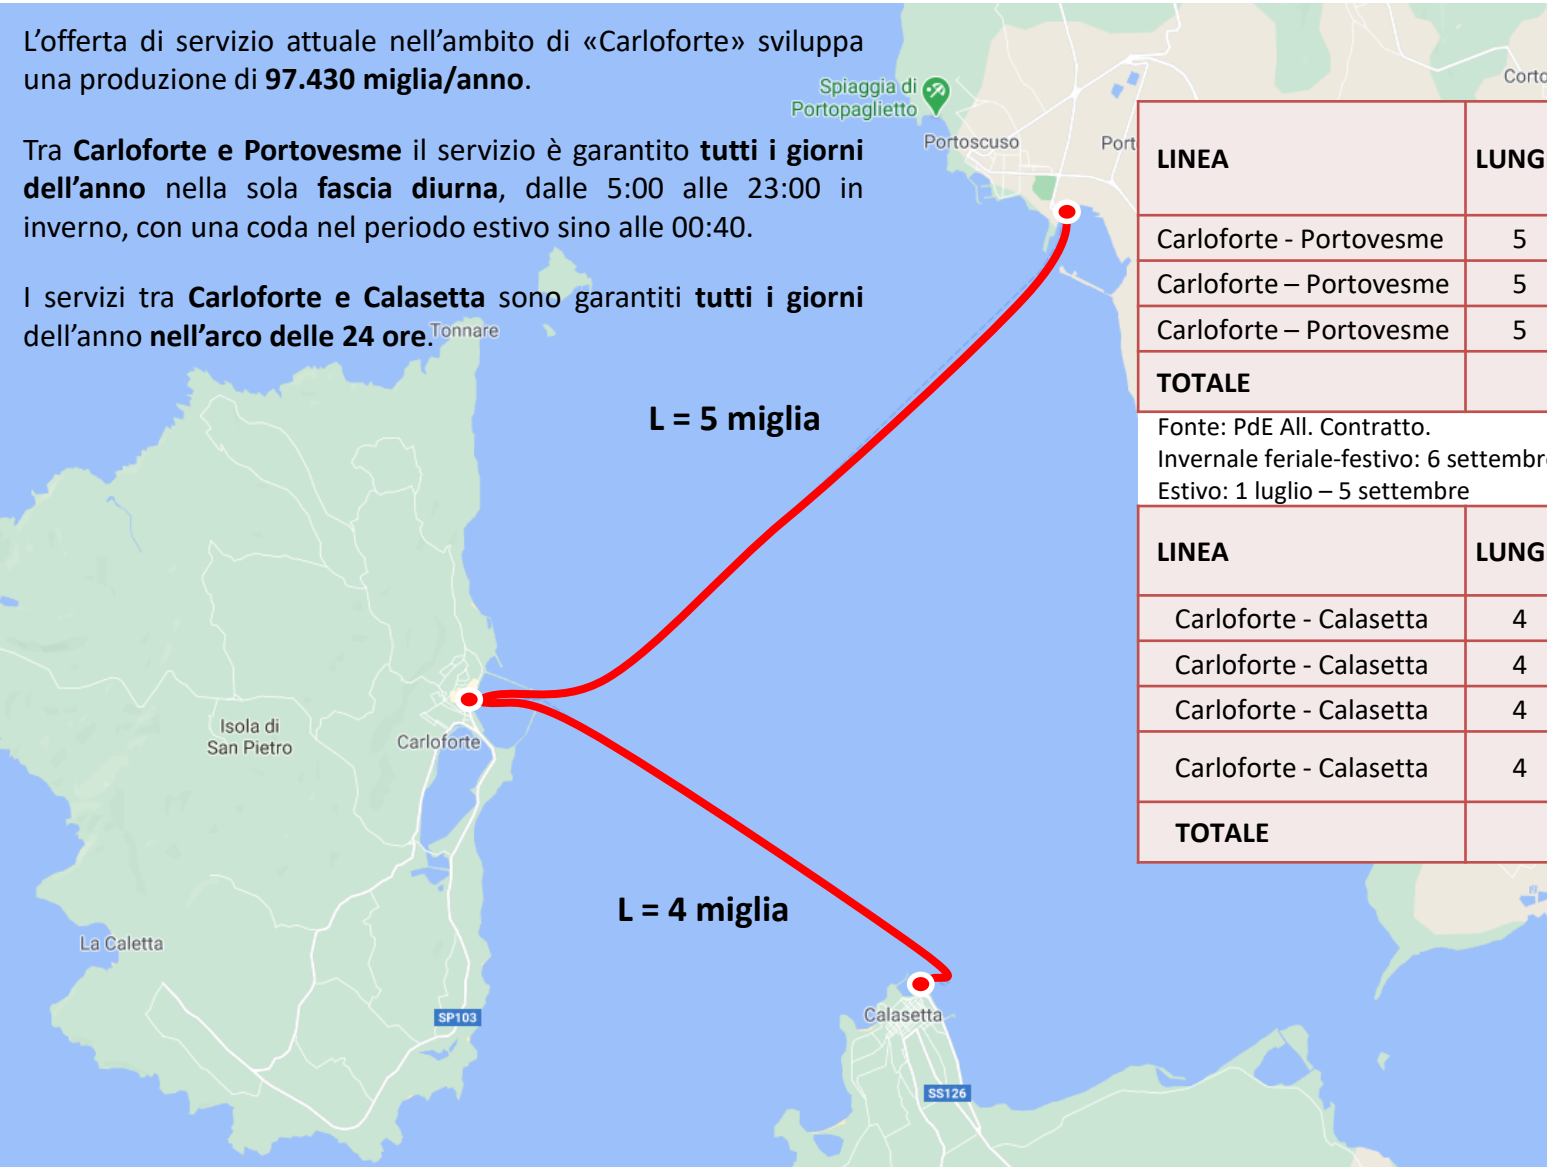 L'offerta di servizio attuale nell'ambito di «Carloforte» sviluppa
una produzione di 97.430 miglia/anno.
Tra Carloforte e Portovesme il servizio è garantito tutti i giorni
dell'anno nella sola fascia diurna, dalle 5:00 alle 23:00 in
inverno, con una coda nel periodo estivo sino alle 00:40.
I servizi tra Carloforte e Calasetta sono garantiti tutti i giorni
dell'anno nell'arco delle 24 ore.
Tonnare
Spiaggia di
Portopaglietto
Portoscuso
Port
Corto
LINEA LUNG
Carloforte - Portovesme 5
Carloforte – Portovesme 5
Carloforte – Portovesme 5
TOTALE
Fonte: PdE All. Contratto.
Invernale feriale-festivo: 6 settembre
Estivo: 1 luglio – 5 settembre
LINEA LUNG
Carloforte - Calasetta 4
Carloforte - Calasetta 4
Carloforte - Calasetta 4
Carloforte - Calasetta 4
TOTALE
L = 5 miglia
Isola di
San Pietro
Carloforte
L = 4 miglia
La Caletta
SP103
Calasetta
SS126